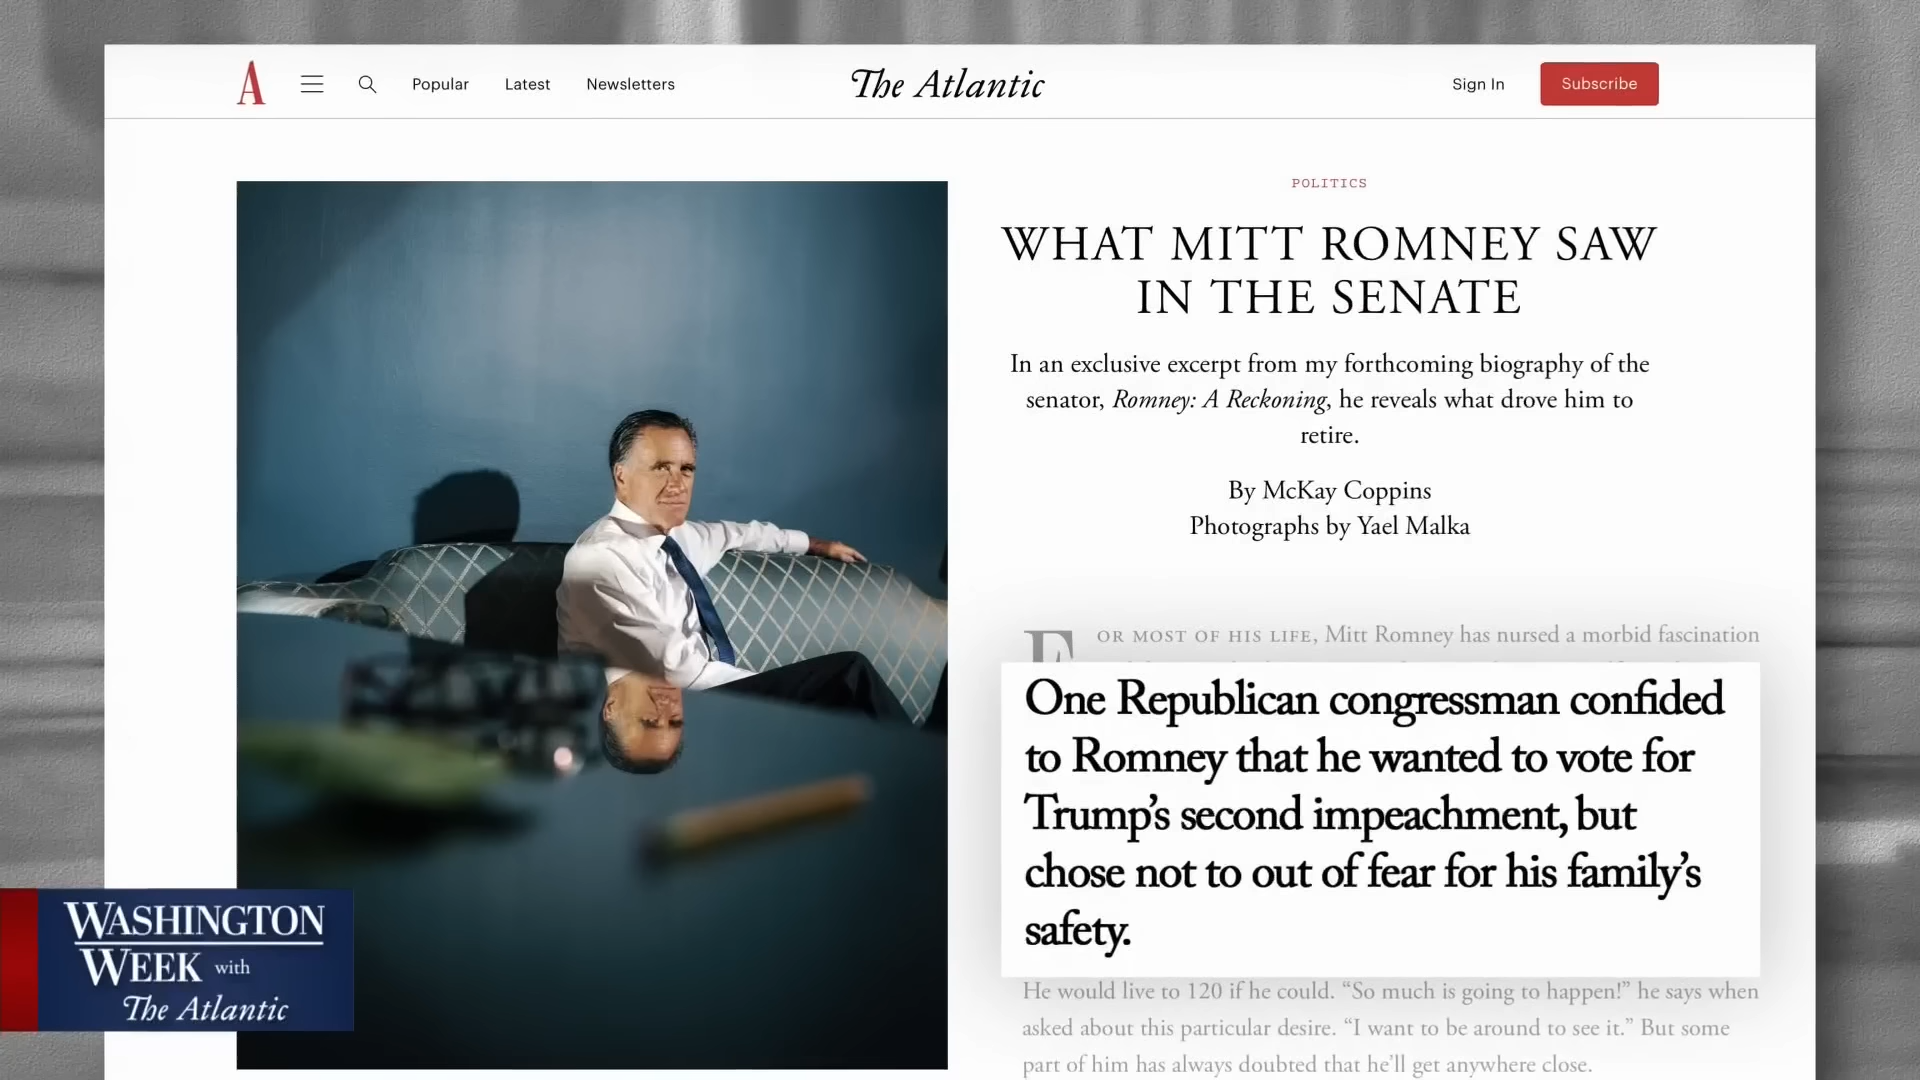 A
Popular
Latest
Newsletters
The Atlantic
Sign In
Subscribe
POLITICS
WHAT MITT ROMNEY SAW
IN THE SENATE
In an exclusive excerpt from my forthcoming biography of the
senator, Romney: A Reckoning, he reveals what drove him to
retire.
By McKay Coppins
Photographs by Yael Malka
FOR MOST OF HIS LIFE, Mitt Romney has nursed a morbid fascination
One Republican congressman confided
to Romney that he wanted to vote for
Trump’s second impeachment, but
chose not to out of fear for his family’s
safety.
He would live to 120 if he could. “So much is going to happen!” he says when
asked about this particular desire. “I want to be around to see it.” But some
part of him has always doubted that he’ll get anywhere close.
WASHINGTON
WEEK with
The Atlantic